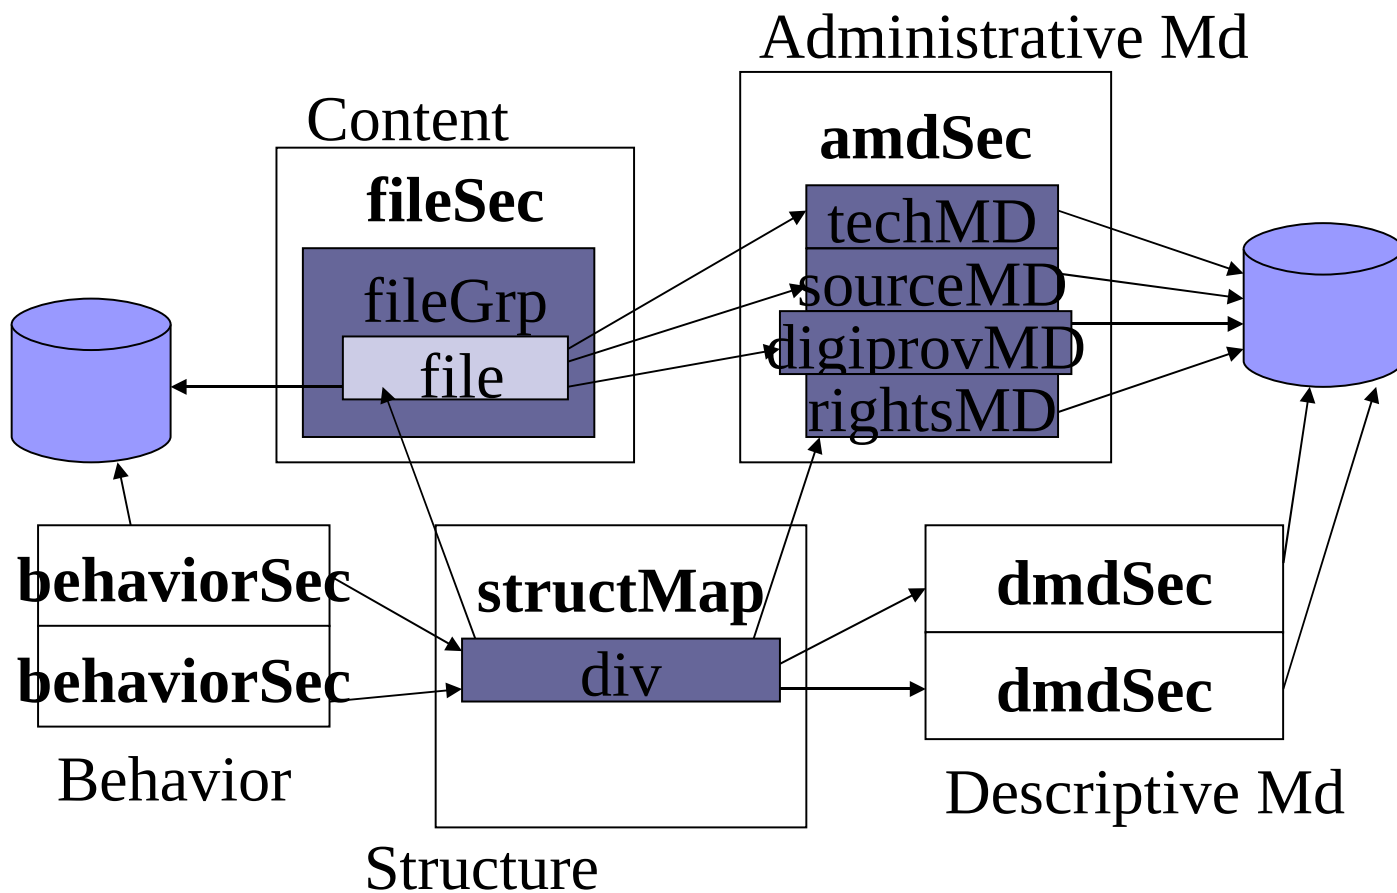 Administrative Md
Content
amdSec
fileSec
techMD
sourceMD
fileGrp
digiprovMD
file
rightsMD
behaviorSec
structMap
dmdSec
behaviorSec
div
dmdSec
Behavior
Descriptive Md
Structure